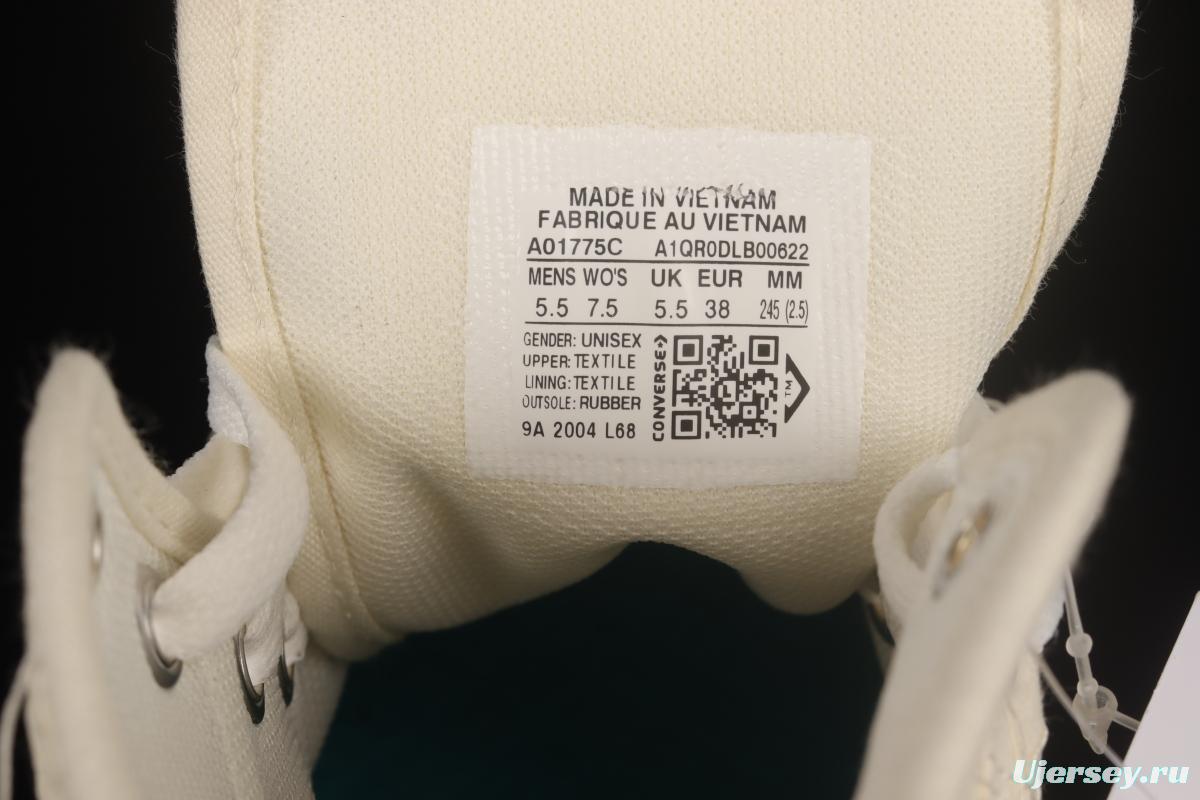 MADE IN VIETNAM
FABRIQUE AU VIETNAM
A01775C A1QR0DLB00622
MENS WO'S UK EUR MM
5.5 7.5 5.5 38 245 (2.5)
GENDER: UNISEX
UPPER: TEXTILE
LINING: TEXTILE
OUTSOLE: RUBBER
9A 2004 L68
CONVERSE
TM
Ujersey.ru